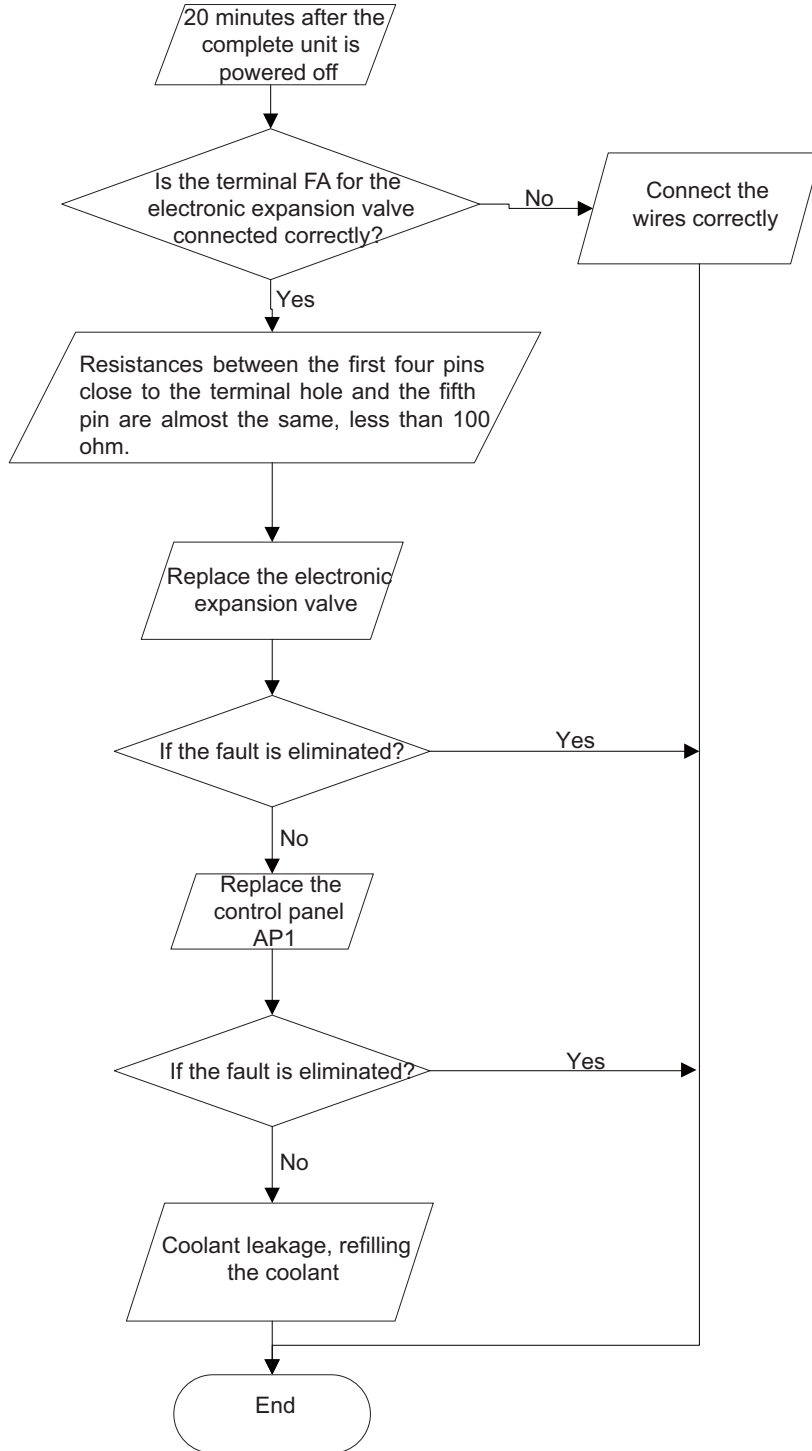 20 minutes after the
complete unit is
powered off
Is the terminal FA for the
electronic expansion valve
connected correctly?
No
Connect the
wires correctly
Yes
Resistances between the first four pins
close to the terminal hole and the fifth
pin are almost the same, less than 100
ohm.
Replace the electronic
expansion valve
If the fault is eliminated?
Yes
No
Replace the
control panel
AP1
If the fault is eliminated?
Yes
No
Coolant leakage, refilling
the coolant
End